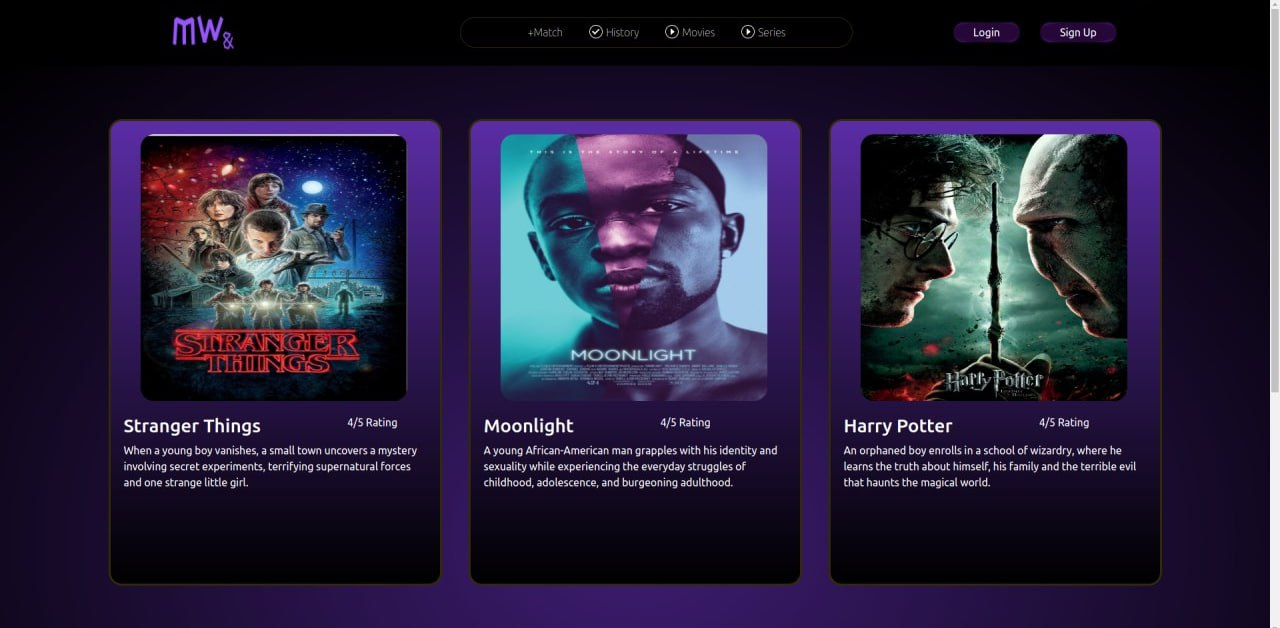 MW&
+Match
History
Movies
Series
Login
Sign Up
STRANGER
THINGS
THIS IS THE STORY OF A LIFETIME
MOONLIGHT
Harry Potter
Stranger Things
4/5 Rating
When a young boy vanishes, a small town uncovers a mystery
involving secret experiments, terrifying supernatural forces
and one strange little girl.
Moonlight
4/5 Rating
A young African-American man grapples with his identity and
sexuality while experiencing the everyday struggles of
childhood, adolescence, and burgeoning adulthood.
Harry Potter
4/5 Rating
An orphaned boy enrolls in a school of wizardry, where he
learns the truth about himself, his family and the terrible evil
that haunts the magical world.